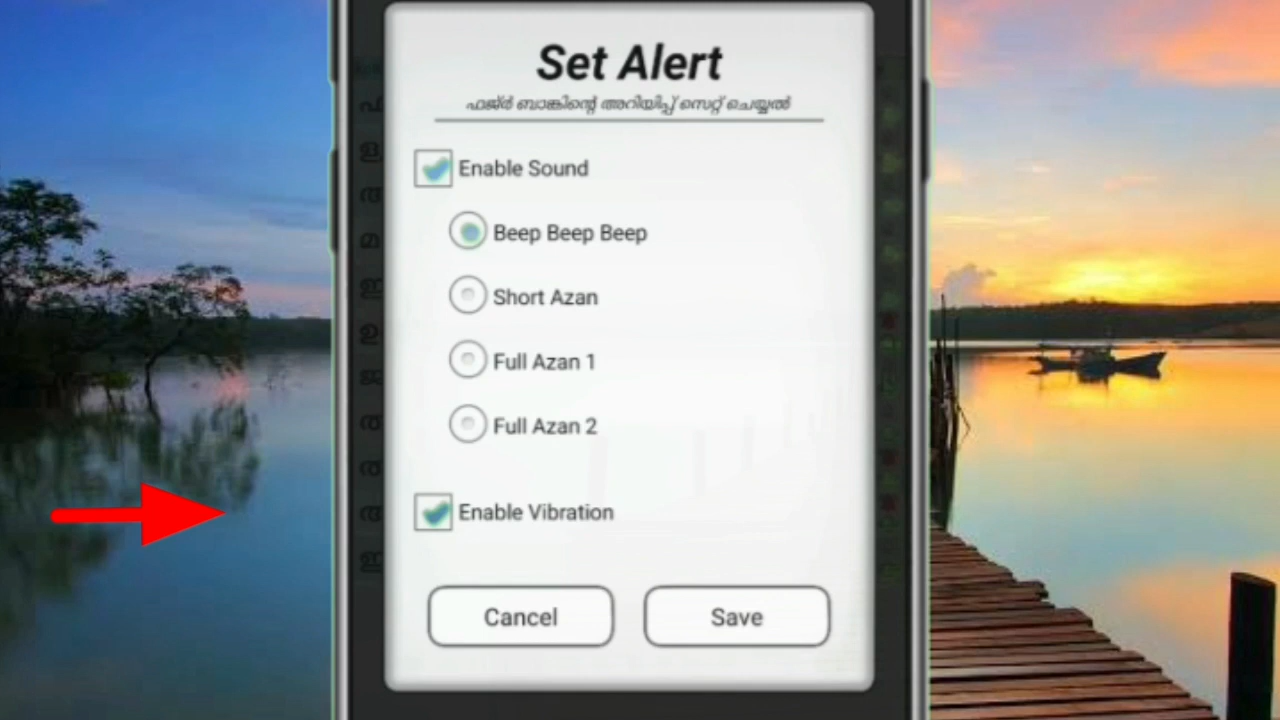 Set Alert
ഫജ്ർ ബാങ്കിന്റെ അറിയിപ്പ് സെറ്റ് ചെയ്യൽ
Enable Sound
Beep Beep Beep
Short Azan
Full Azan 1
Full Azan 2
Enable Vibration
Cancel
Save